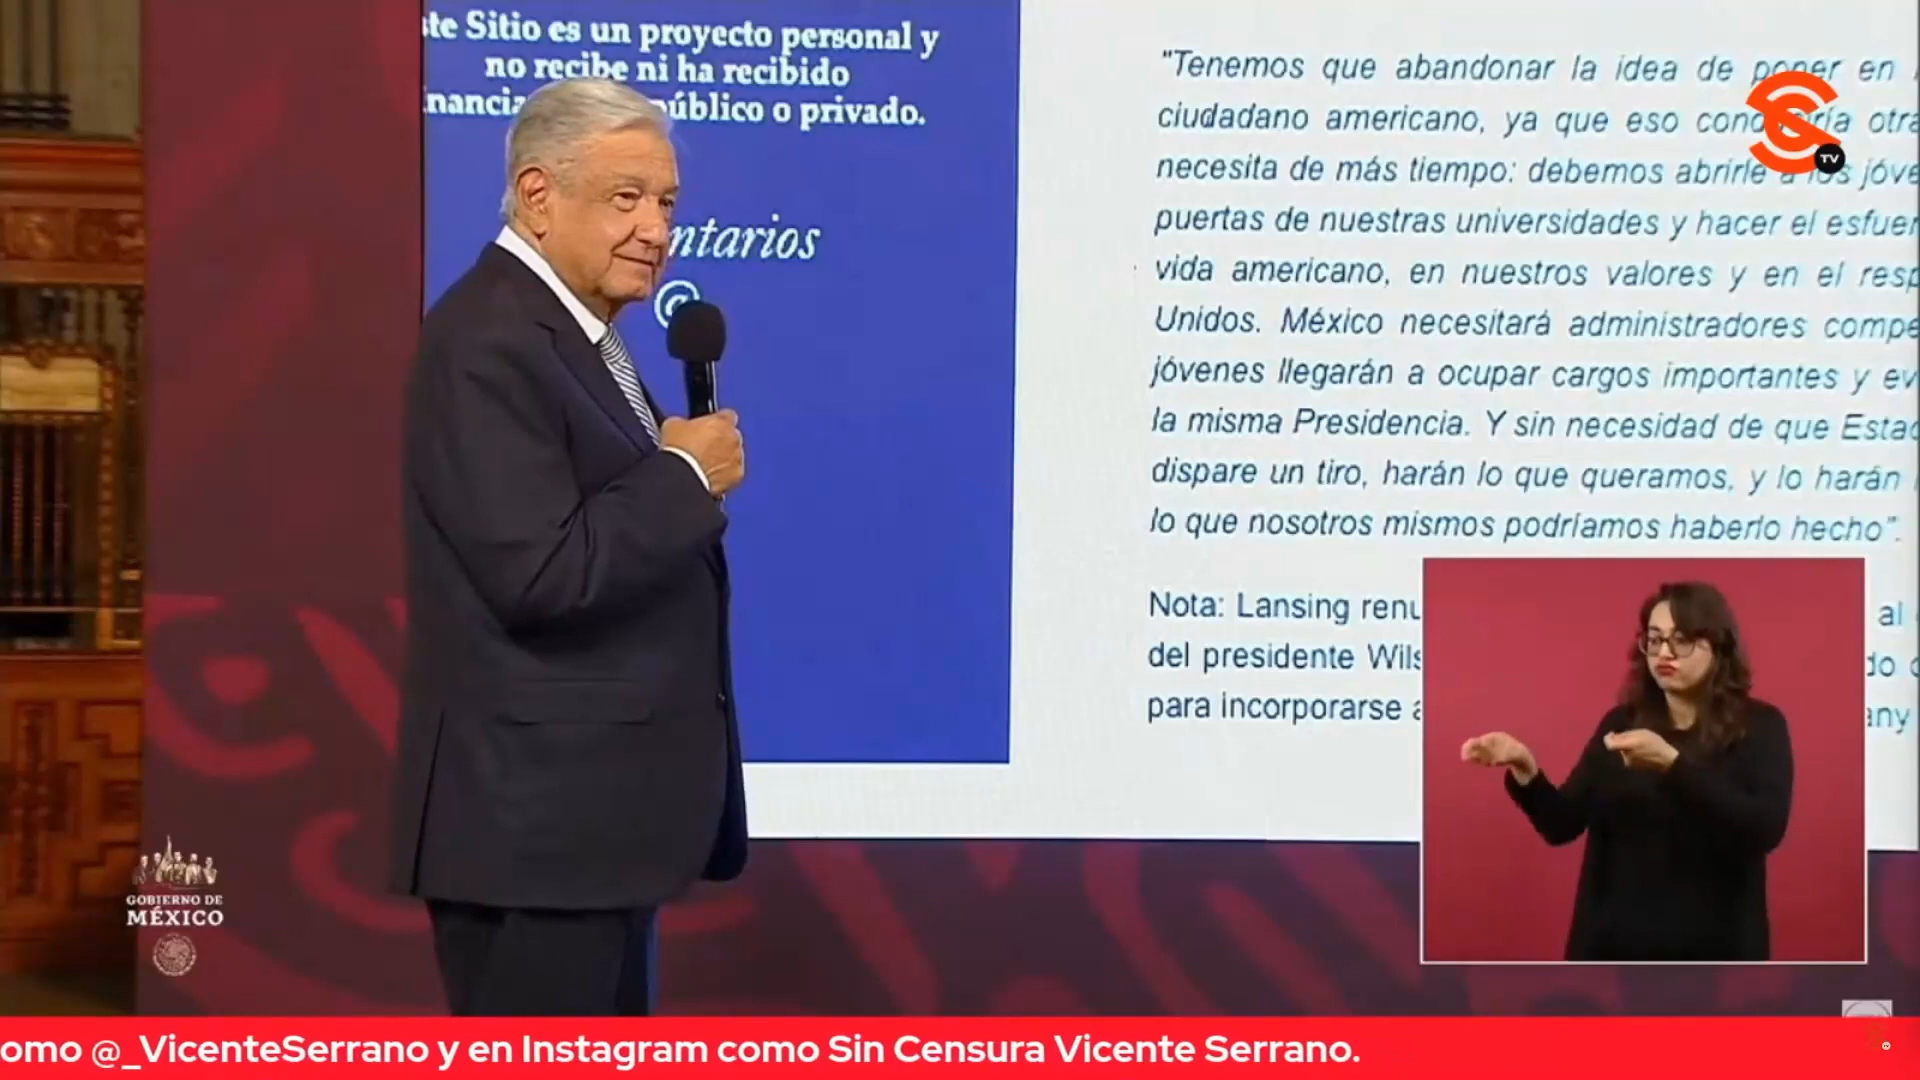 ste Sitio es un proyecto personal y
no recibe ni ha recibido
público o privado.
ntarios
@
"Tenemos que abandonar la idea de poner en
ciudadano americano, ya que eso otra
necesita de más tiempo: debemos abrirle a los jóve
puertas de nuestras universidades y hacer el esfuer
vida americano, en nuestros valores y en el resp
Unidos. México necesitará administradores compe
jóvenes llegarán a ocupar cargos importantes y ev
la misma Presidencia. Y sin necesidad de que Estad
dispare un tiro, harán lo que queramos, y lo harán
lo que nosotros mismos podríamos haberlo hecho".
Nota: Lansing renu al
del presidente Wils do
para incorporarse a any
TV
GOBIERNO DE
MÉXICO
omo @_VicenteSerrano y en Instagram como Sin Censura Vicente Serrano.